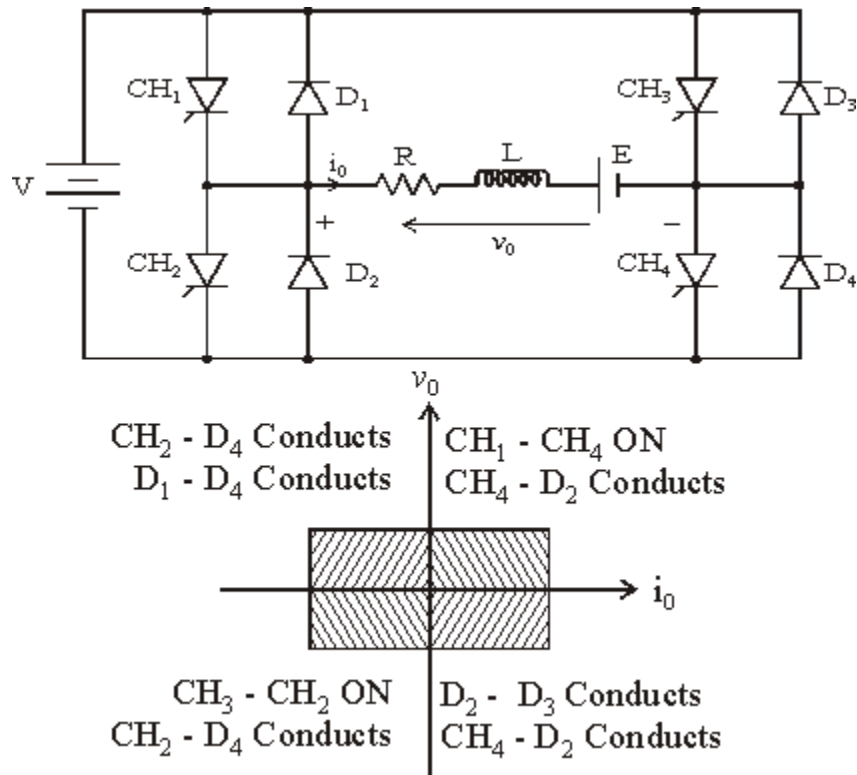 CH₁
D₁
CH₃
D₃
V
i₀
R
L
E
+
v₀
−
CH₂
D₂
CH₄
D₄
v₀
CH₂ - D₄ Conducts
D₁ - D₄ Conducts
CH₁ - CH₄ ON
CH₄ - D₂ Conducts
i₀
CH₃ - CH₂ ON
CH₂ - D₄ Conducts
D₂ - D₃ Conducts
CH₄ - D₂ Conducts